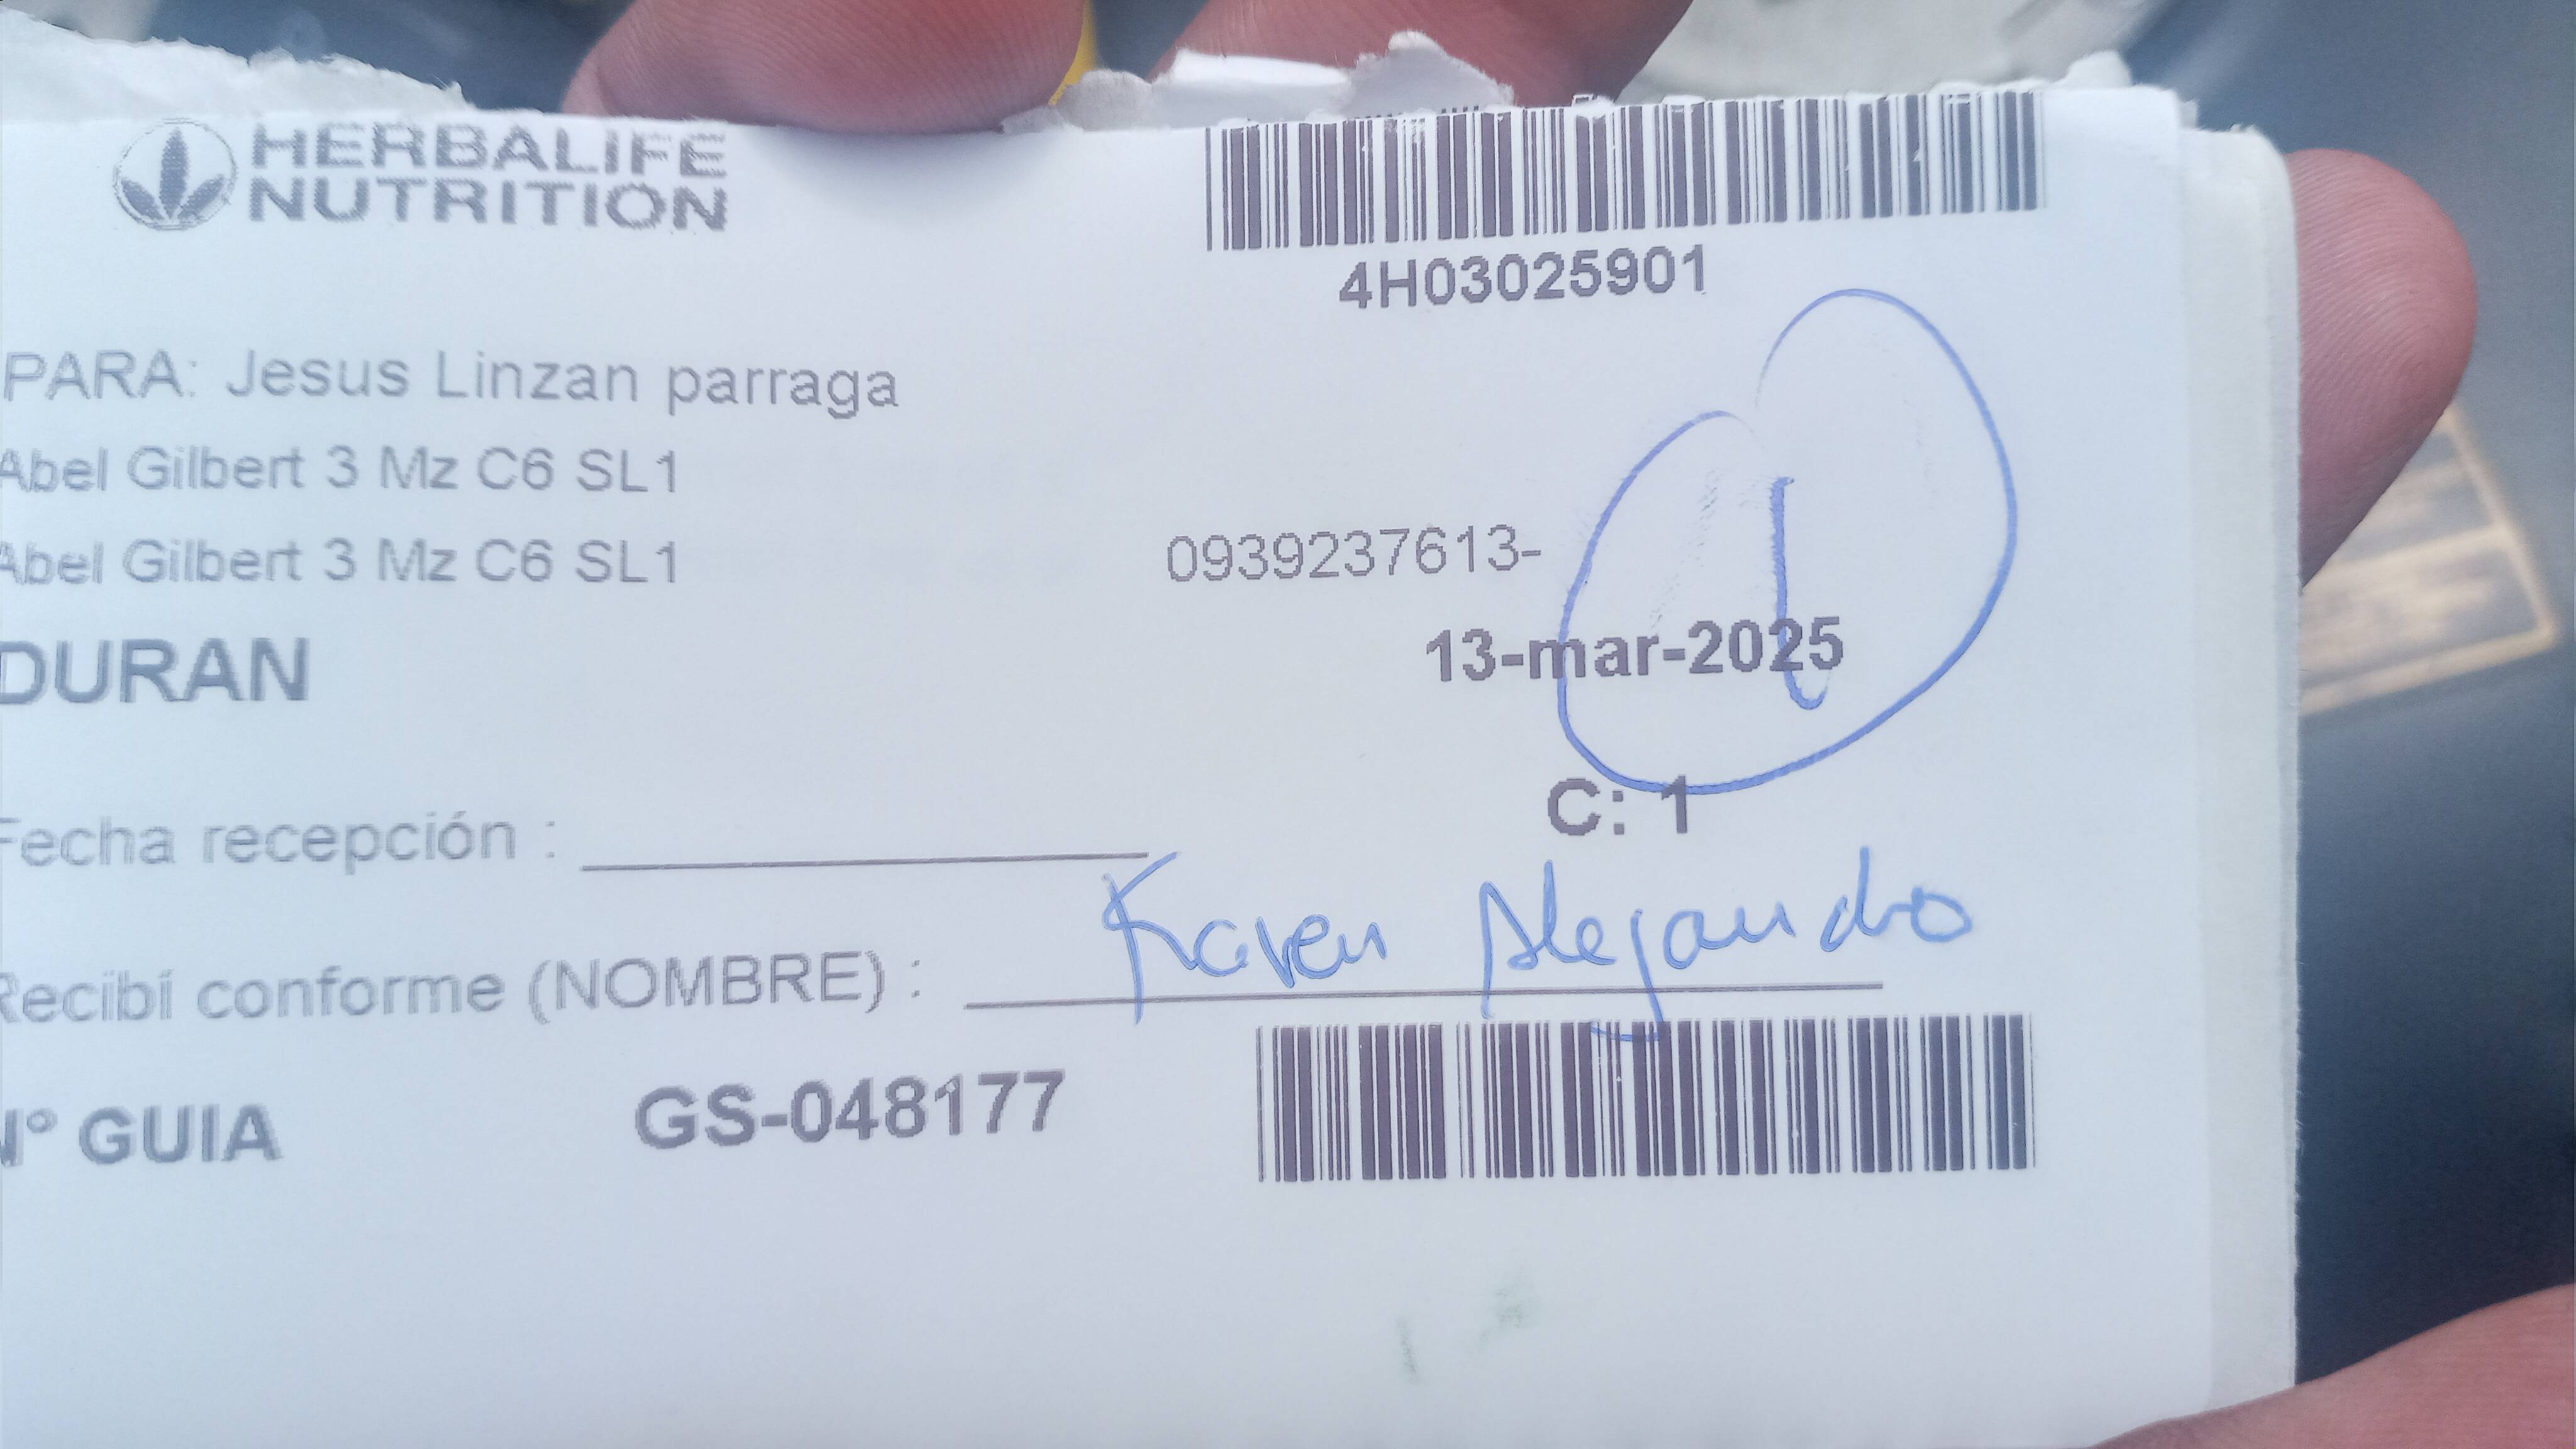 HERBALIFE
NUTRITION
4H03025901
PARA: Jesus Linzan parraga
Abel Gilbert 3 Mz C6 SL1
Abel Gilbert 3 Mz C6 SL1
0939237613-
DURAN
13-mar-2025
C: 1
Fecha recepción :
Recibí conforme (NOMBRE) : Karen Alejandro
N° GUIA GS-048177